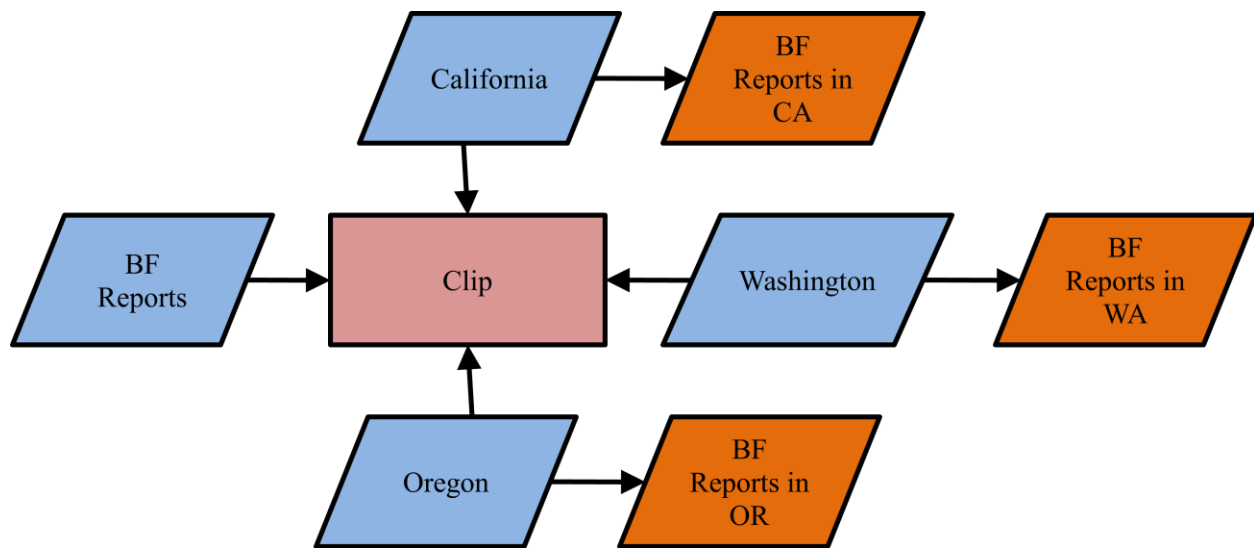 California
BF
Reports in
CA
BF
Reports
Clip
Washington
BF
Reports in
WA
Oregon
BF
Reports in
OR